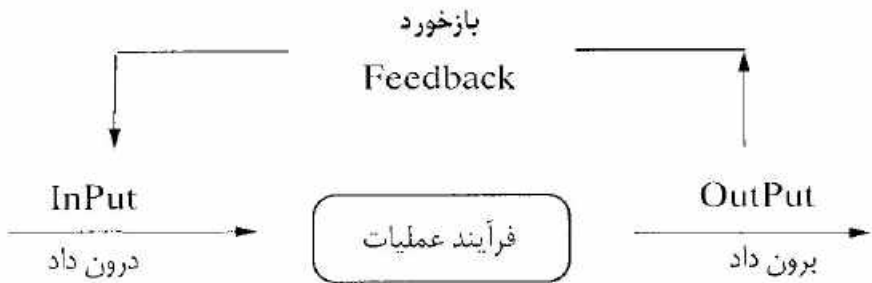 بازخورد
Feedback
InPut
OutPut
فرآیند عملیات
درون داد
برون داد